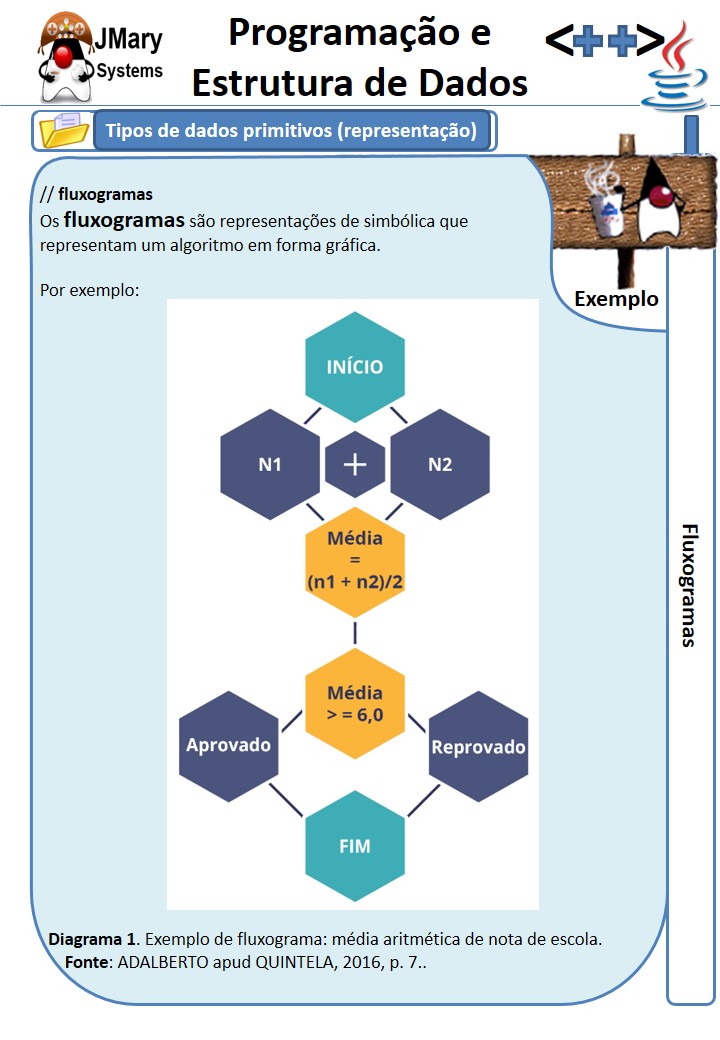 JMary
Systems
Programação e
Estrutura de Dados
<++>
Tipos de dados primitivos (representação)
// fluxogramas
Os fluxogramas são representações de simbólica que
representam um algoritmo em forma gráfica.
Por exemplo:
Exemplo
INÍCIO
N1
+
N2
Média
=
(n1 + n2)/2
Média
> = 6,0
Aprovado
Reprovado
FIM
Fluxogramas
Diagrama 1. Exemplo de fluxograma: média aritmética de nota de escola.
Fonte: ADALBERTO apud QUINTELA, 2016, p. 7..